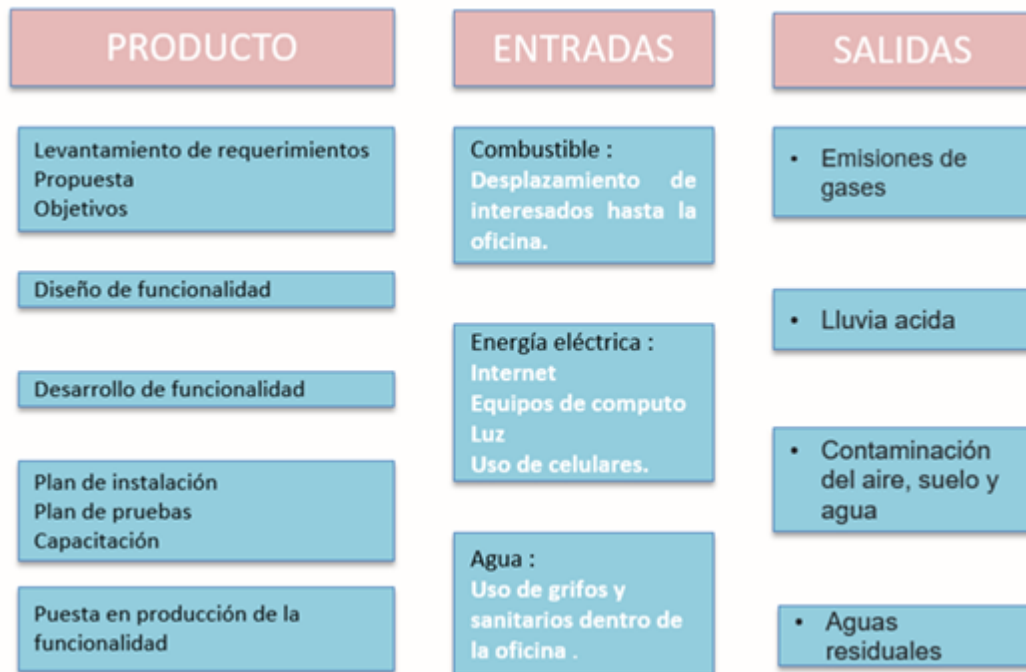 PRODUCTO
Levantamiento de requerimientos
Propuesta
Objetivos
Diseño de funcionalidad
Desarrollo de funcionalidad
Plan de instalación
Plan de pruebas
Capacitación
Puesta en producción de la
funcionalidad
ENTRADAS
Combustible :
Desplazamiento de
interesados hasta la
oficina.
Energía eléctrica :
Internet
Equipos de computo
Luz
Uso de celulares.
Agua :
Uso de grifos y
sanitarios dentro de
la oficina .
SALIDAS
• Emisiones de
gases
• Lluvia acida
• Contaminación
del aire, suelo y
agua
• Aguas
residuales